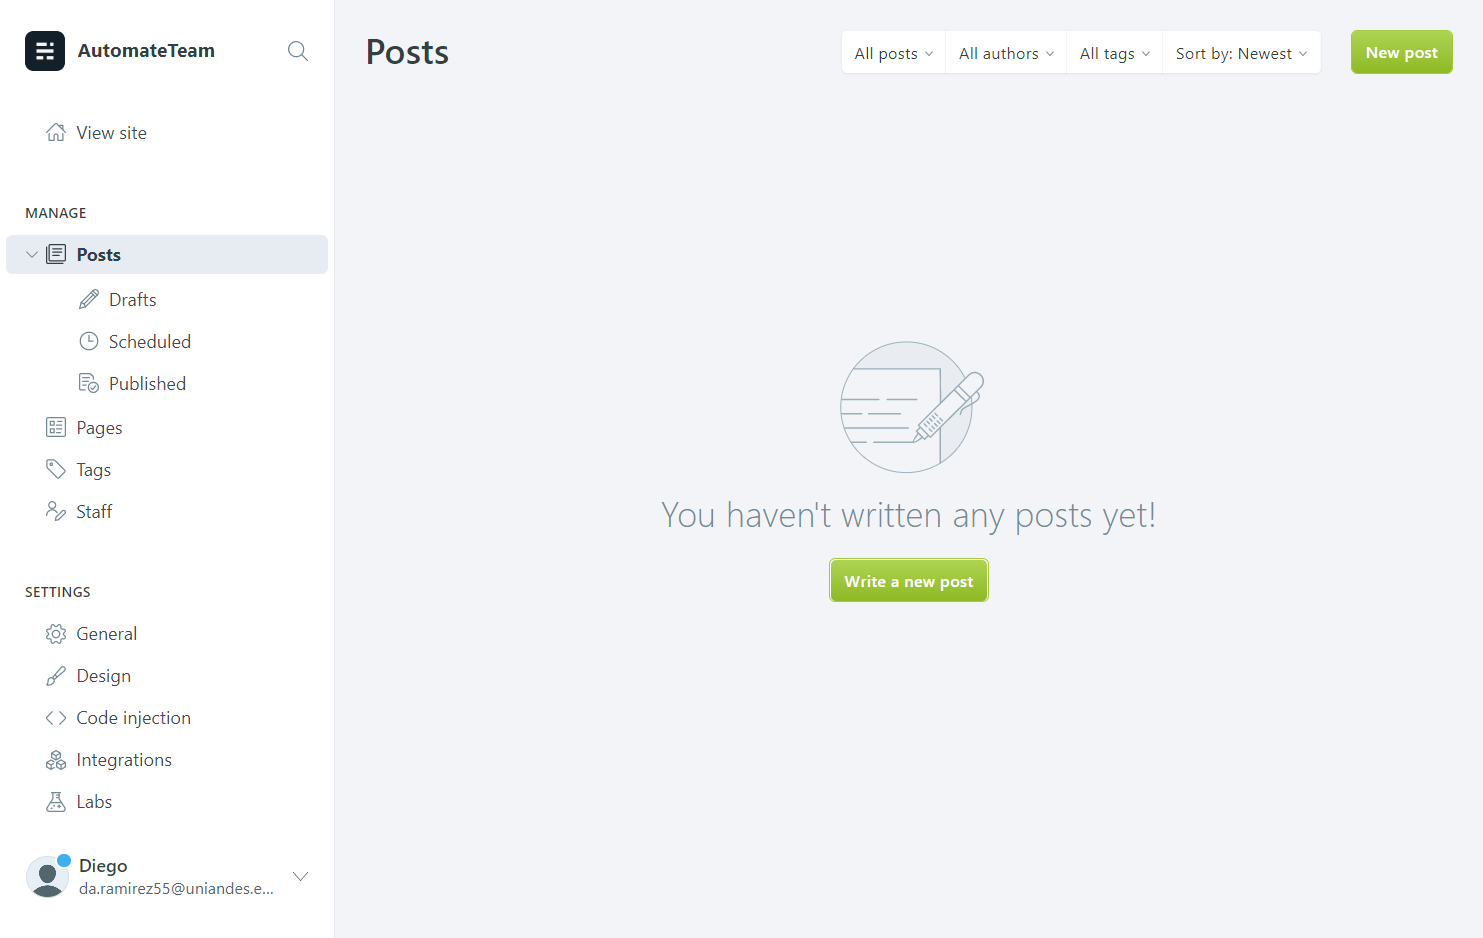 AutomateTeam
View site
MANAGE
Posts
Drafts
Scheduled
Published
Pages
Tags
Staff
SETTINGS
General
Design
Code injection
Integrations
Labs
Diego
da.ramirez55@uniandes.e...
Posts
All posts
All authors
All tags
Sort by: Newest
New post
You haven't written any posts yet!
Write a new post